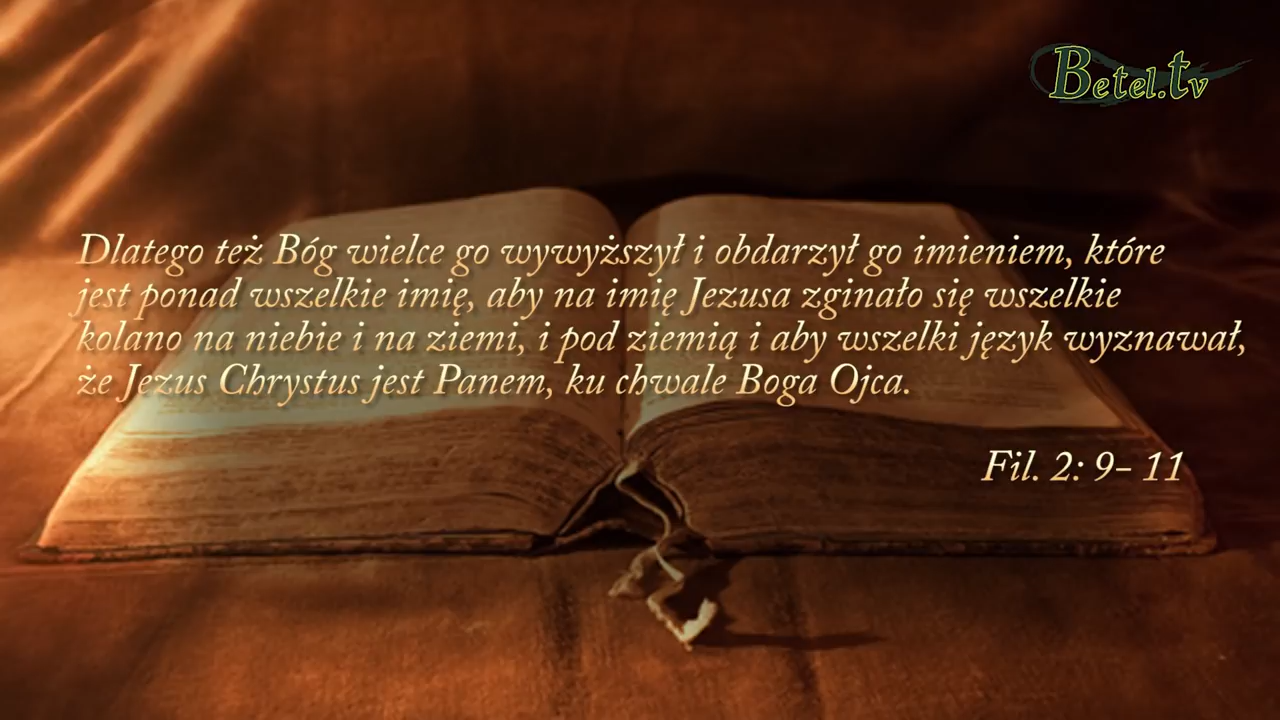 Betel.tv
Dlatego też Bóg wielce go wywyższył i obdarzył go imieniem, które
jest ponad wszelkie imię, aby na imię Jezusa zginało się wszelkie
kolano na niebie i na ziemi, i pod ziemią i aby wszelki język wyznawał,
że Jezus Chrystus jest Panem, ku chwale Boga Ojca.
Fil. 2: 9– 11